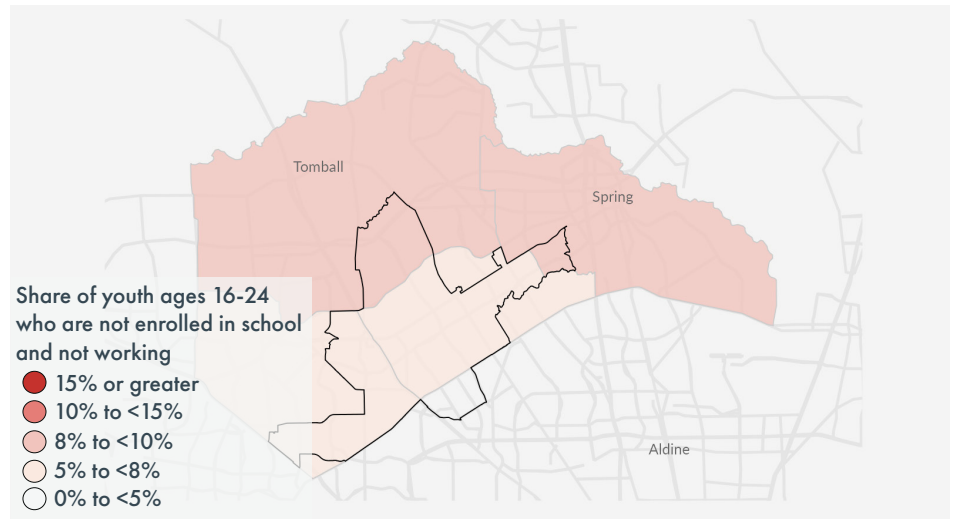 Tomball
Spring
Share of youth ages 16-24
who are not enrolled in school
and not working
15% or greater
10% to <15%
8% to <10%
5% to <8%
0% to <5%
Aldine